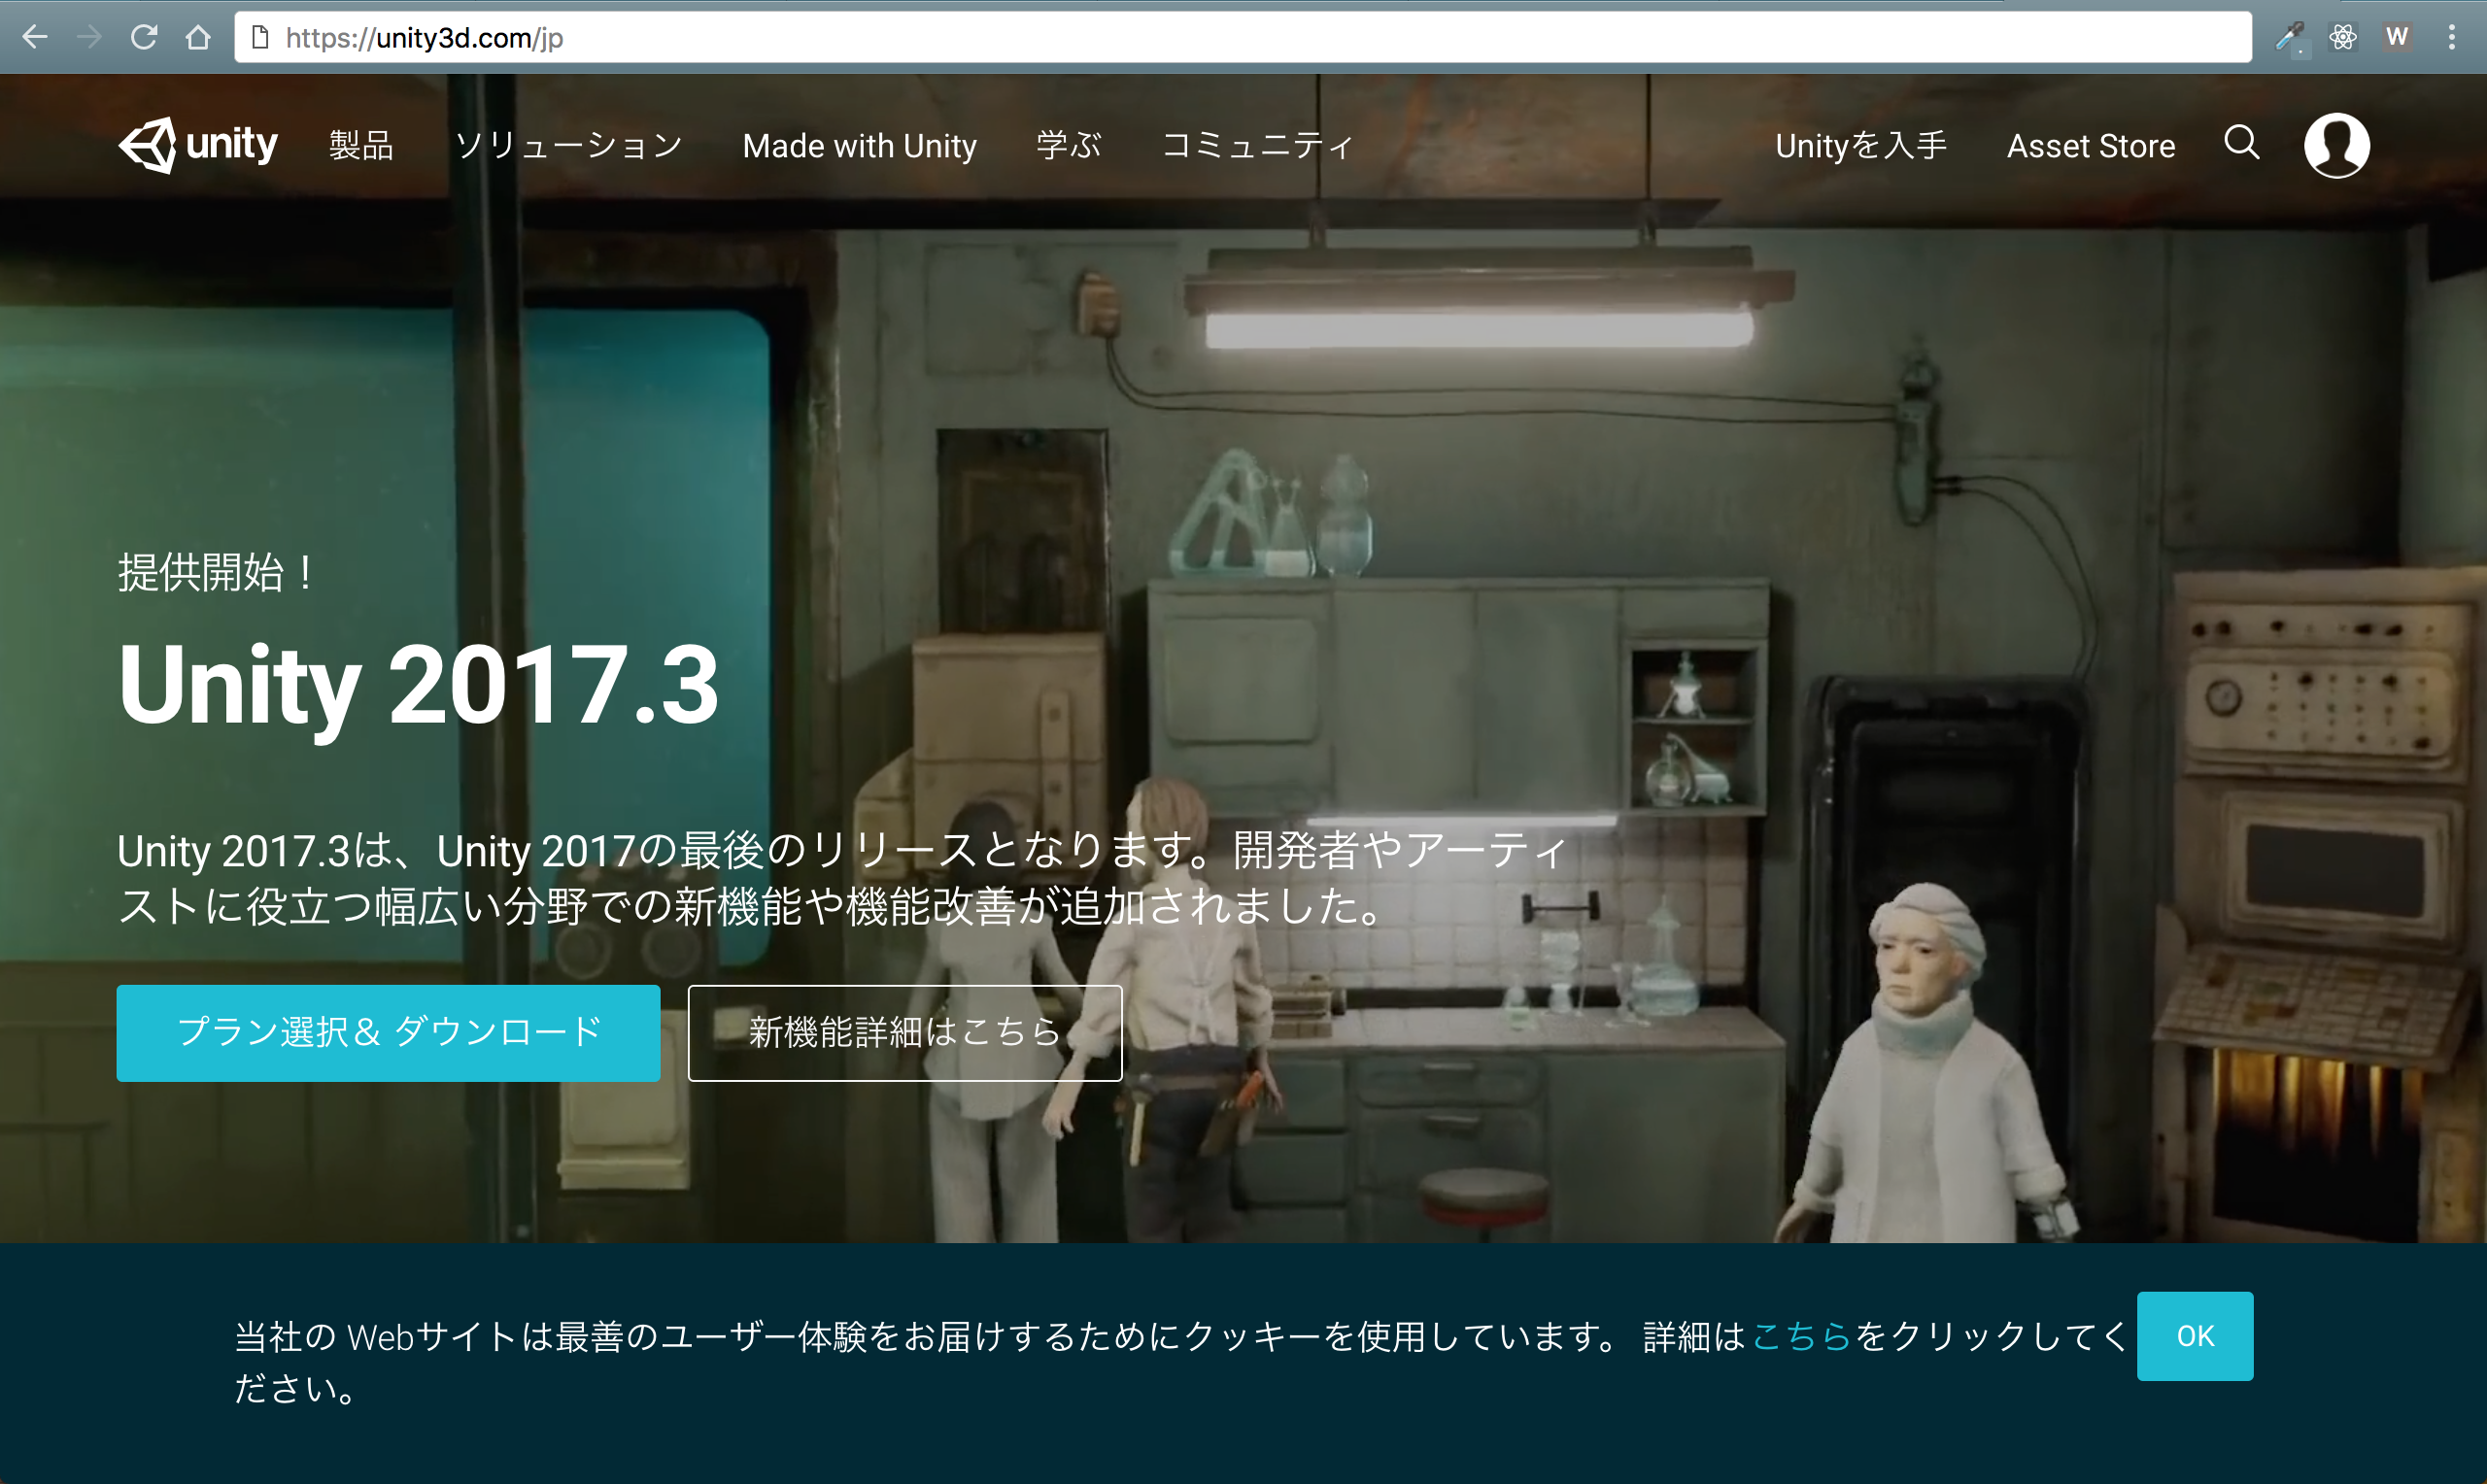 https://unity3d.com/jp
W
unity 製品 ソリューション Made with Unity 学ぶ コミュニティ Unityを入手 Asset Store
提供開始！
Unity 2017.3
Unity 2017.3は、Unity 2017の最後のリリースとなります。開発者やアーティ
ストに役立つ幅広い分野での新機能や機能改善が追加されました。
プラン選択& ダウンロード
新機能詳細はこちら
当社の Webサイトは最善のユーザー体験をお届けするためにクッキーを使用しています。 詳細はこちらをクリックしてく
ださい。
OK